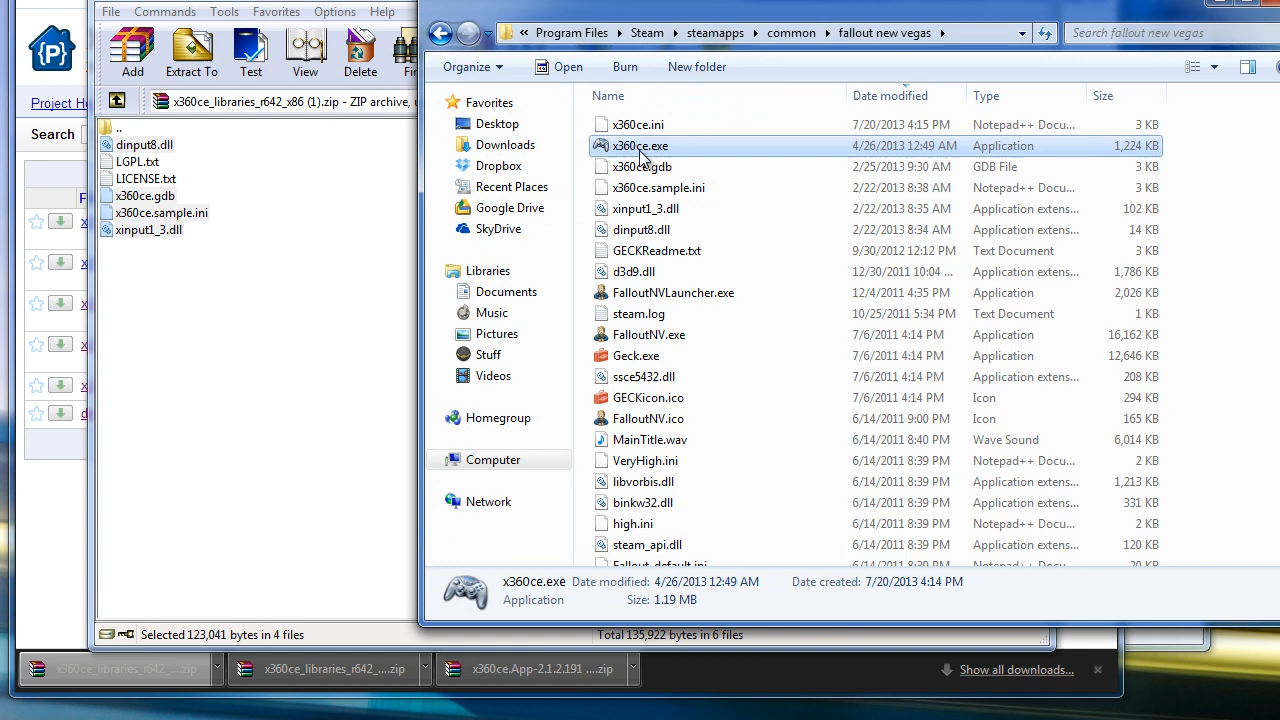 File Commands Tools Favorites Options Help
Add Extract To Test View Delete
x360ce_libraries_r642_x86 (1).zip - ZIP archive,
..
dinput8.dll
LGPL.txt
LICENSE.txt
x360ce.gdb
x360ce.sample.ini
xinput1_3.dll
Selected 123,041 bytes in 4 files
Total 135,922 bytes in 6 files
Search
« Program Files Steam steamapps fallout new vegas
Search fallout new vegas
Organize Open Burn New folder
Favorites
Desktop
Downloads
Dropbox
Recent Places
Google Drive
SkyDrive
Libraries
Documents
Music
Pictures
Stuff
Videos
Homegroup
Computer
Network
Name Date modified Type Size
x360ce.ini 7/20/2013 4:15 PM Notepad++ Docu... 3 KB
x360ce.exe 4/26/2013 12:49 AM Application 1,224 KB
x360ce.gdb 2/25/2013 9:30 AM GDB File 3 KB
x360ce.sample.ini 2/22/2013 8:38 AM Notepad++ Docu... 3 KB
xinput1_3.dll 2/22/2013 8:35 AM Application extens... 102 KB
dinput8.dll 2/22/2013 8:34 AM Application extens... 14 KB
GECKReadme.txt 9/30/2012 12:12 PM Text Document 3 KB
d3d9.dll 12/30/2011 10:04 ... Application extens... 1,786 KB
FalloutNVLauncher.exe 12/4/2011 4:35 PM Application 2,026 KB
steam.log 10/25/2011 5:34 PM Text Document 1 KB
FalloutNV.exe 7/6/2011 4:14 PM Application 16,162 KB
Geck.exe 7/6/2011 4:14 PM Application 12,646 KB
ssce5432.dll 7/6/2011 4:14 PM Application extens... 208 KB
GECKicon.ico 7/6/2011 4:14 PM Icon 294 KB
FalloutNV.ico 6/14/2011 9:00 PM Icon 165 KB
MainTitle.wav 6/14/2011 8:40 PM Wave Sound 6,014 KB
VeryHigh.ini 6/14/2011 8:39 PM Notepad++ Docu... 2 KB
libvorbis.dll 6/14/2011 8:39 PM Application extens... 1,213 KB
binkw32.dll 6/14/2011 8:39 PM Application extens... 331 KB
high.ini 6/14/2011 8:39 PM Notepad++ Docu... 2 KB
steam_api.dll 6/14/2011 8:39 PM Application extens... 120 KB
Fallout_default.ini 6/14/2011 8:39 PM Notepad++ Docu... 20 KB
x360ce.exe Date modified: 4/26/2013 12:49 AM Date created: 7/20/2013 4:14 PM
Application Size: 1.19 MB
x360ce_libraries_r642_....zip x360ce_libraries_r642_....zip x360ce.App-2.1.2.191 ....zip Show all downloads...